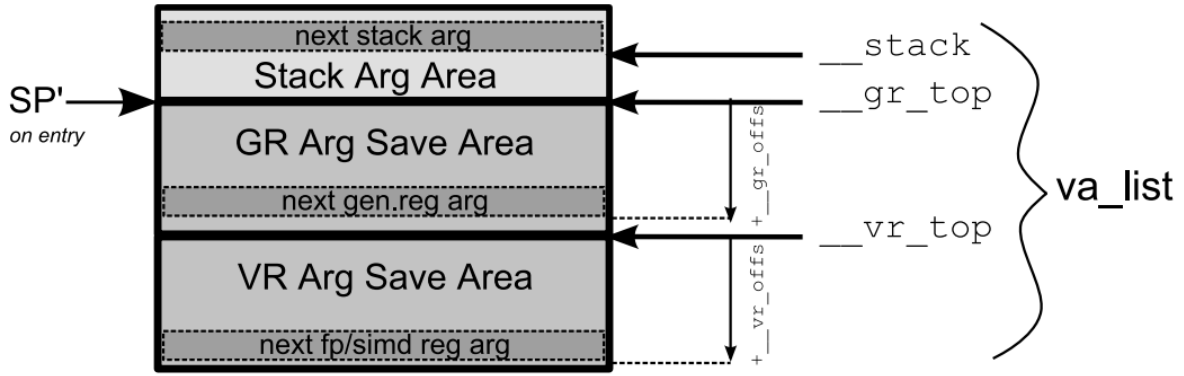 next stack arg
__stack
Stack Arg Area
SP'
on entry
__gr_top
GR Arg Save Area
+__gr_offs
next gen.reg arg
va_list
__vr_top
VR Arg Save Area
+__vr_offs
next fp/simd reg arg